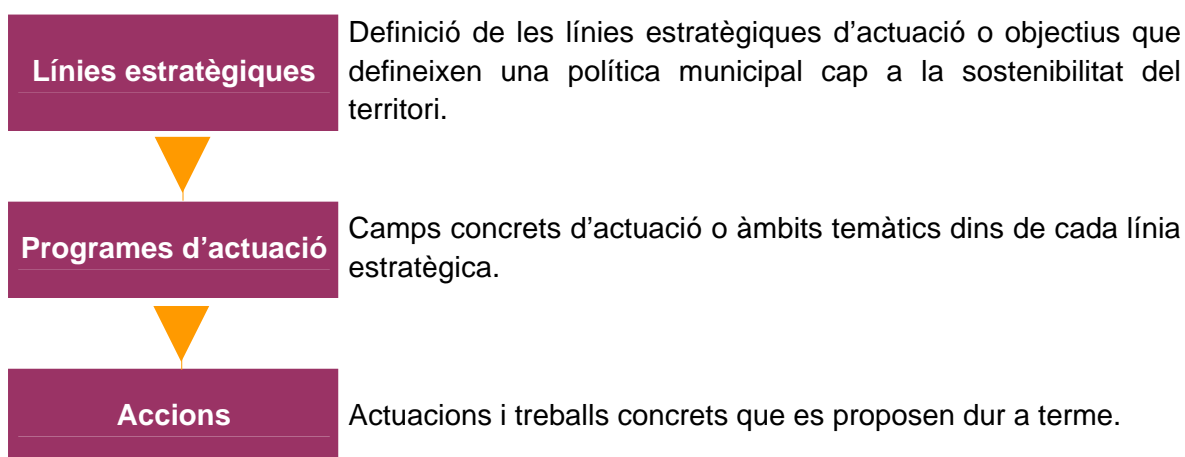 Línies estratègiques
Definició de les línies estratègiques d’actuació o objectius que
defineixen una política municipal cap a la sostenibilitat del
territori.
Programes d’actuació
Camps concrets d’actuació o àmbits temàtics dins de cada línia
estratègica.
Accions
Actuacions i treballs concrets que es proposen dur a terme.